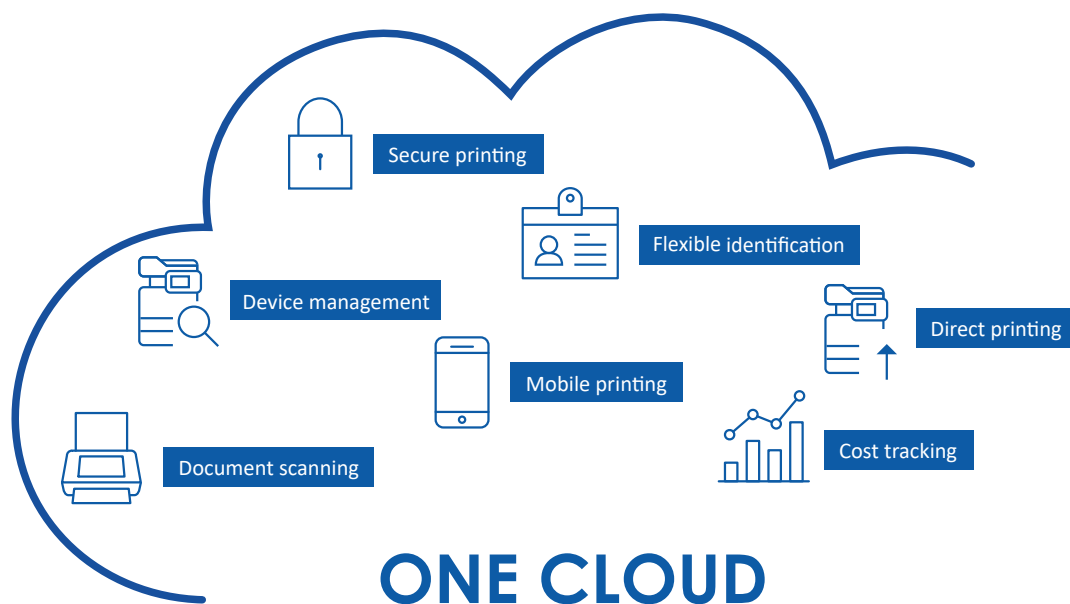 Secure printing
Flexible identification
Device management
Direct printing
Mobile printing
Cost tracking
Document scanning
ONE CLOUD